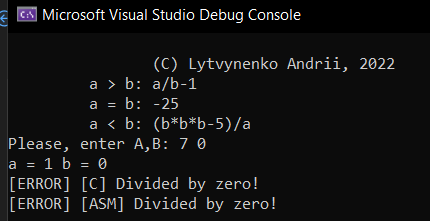 Microsoft Visual Studio Debug Console
(C) Lytvynenko Andrii, 2022
a > b: a/b-1
a = b: -25
a < b: (b*b*b-5)/a
Please, enter A,B: 7 0
a = 1 b = 0
[ERROR] [C] Divided by zero!
[ERROR] [ASM] Divided by zero!